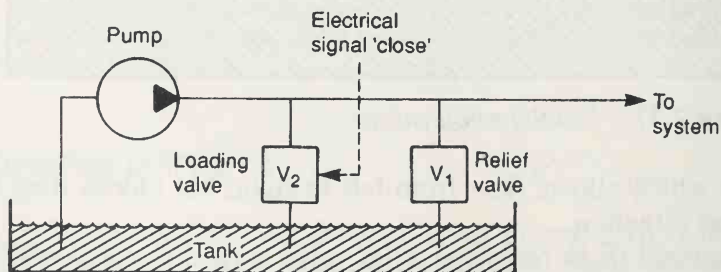 Electrical
signal 'close'
Pump
To
system
Loading
valve
V2
V1
Relief
valve
Tank